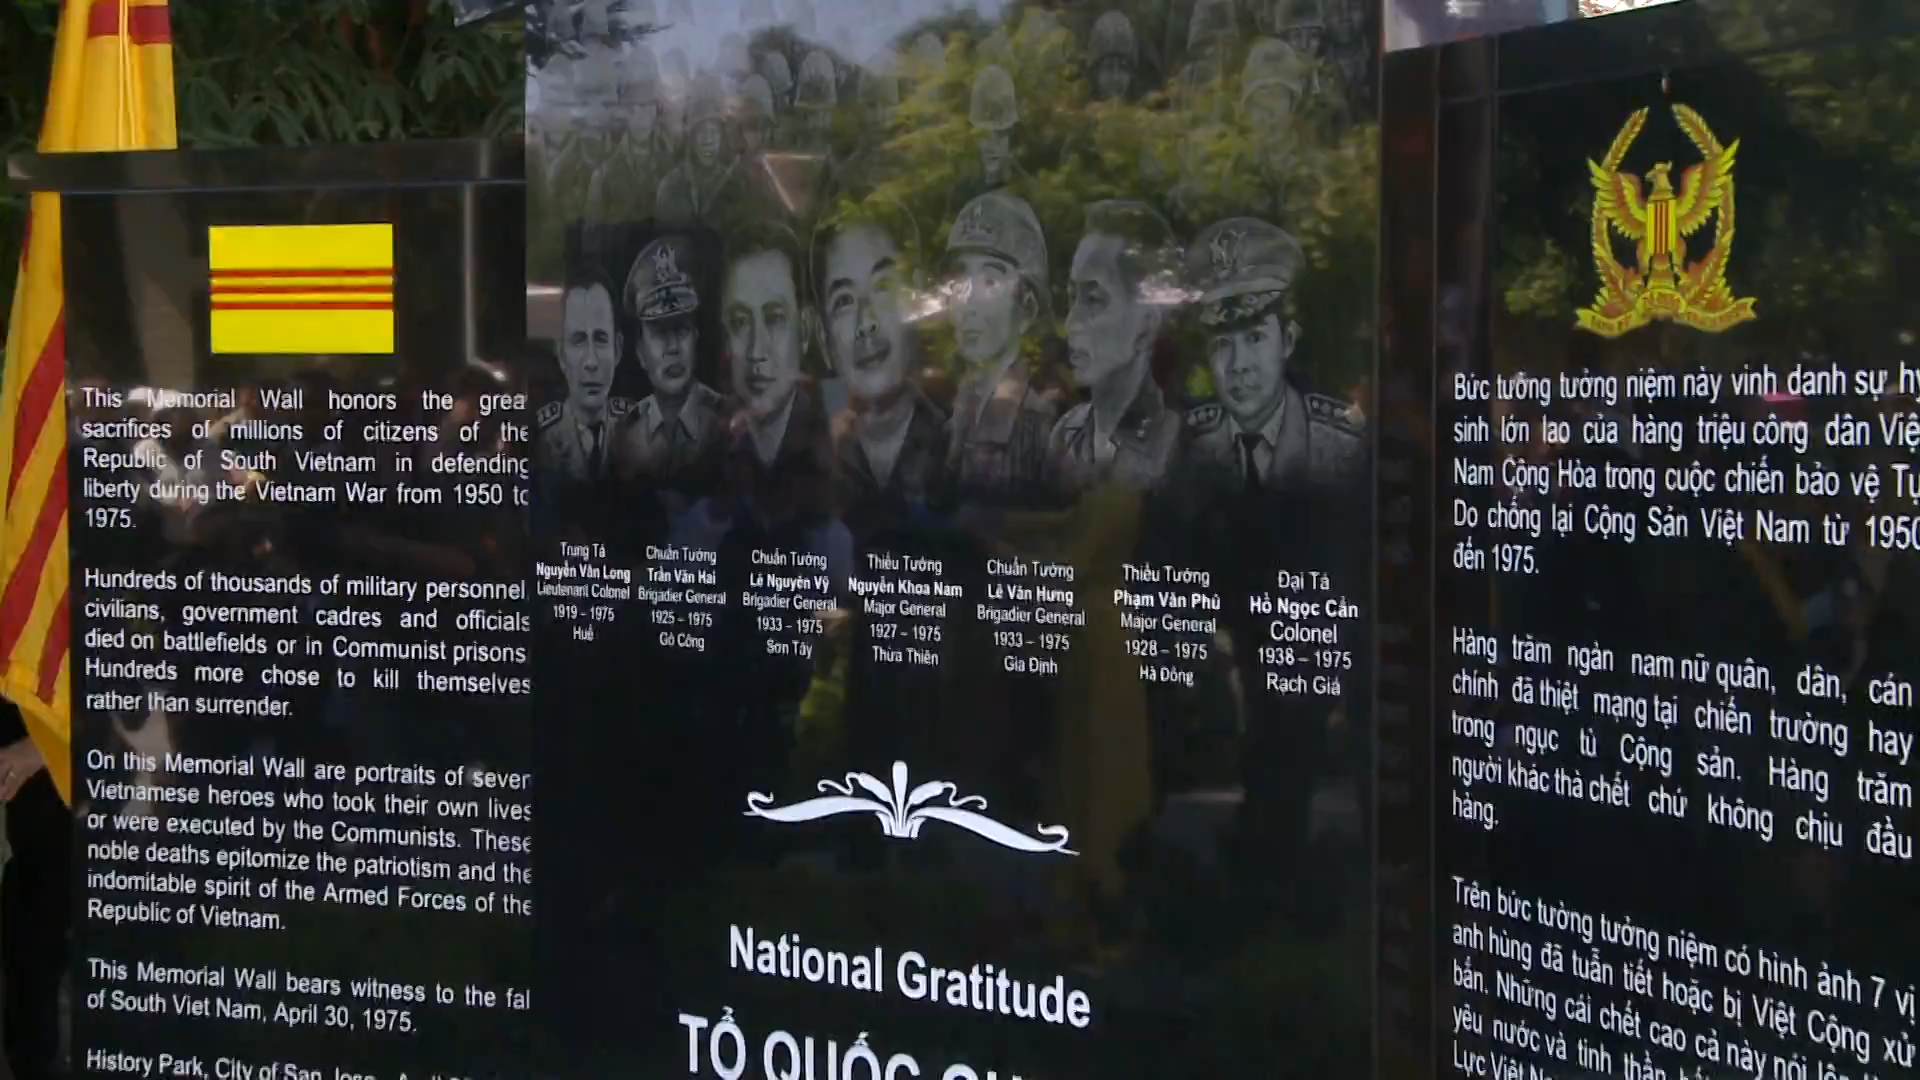 This Memorial Wall honors the
sacrifices of millions of citizens of the
Republic of South Vietnam in defending
liberty during the Vietnam War from 1950 to
1975.
Hundreds of thousands of military personnel
civilians, government cadres and officials
died on battlefields or in Communist prisons
Hundreds more chose to kill themselves
rather than surrender.
On this Memorial Wall are portraits of seven
Vietnamese heroes who took their own lives
or were executed by the Communists. These
noble deaths epitomize the patriotism and the
indomitable spirit of the Armed Forces of the
Republic of Vietnam.
This Memorial Wall bears witness to the
of South Viet Nam, April 30, 1975.
History Park, City of San Jose
Trung Tá
Nguyễn Văn Long
Lieutenant Colonel
1919 – 1975
Huế
Chuẩn Tướng
Trần Văn Hai
Brigadier General
1925 – 1975
Gò Công
Chuẩn Tướng
Lê Nguyên Vỹ
Brigadier General
1933 – 1975
Sơn Tây
Thiếu Tướng
Nguyễn Khoa Nam
Major General
1927 – 1975
Thừa Thiên
Chuẩn Tướng
Lê Văn Hưng
Brigadier General
1933 – 1975
Gia Định
Thiếu Tướng
Phạm Văn Phú
Major General
1928 – 1975
Hà Đông
Đại Tá
Hồ Ngọc Cẩn
Colonel
1938 – 1975
Rạch Giá
National Gratitude
TỔ QUỐC
Bức tường tưởng niệm này vinh danh sự hy
sinh lớn lao của hàng triệu công dân Việt
Nam Cộng Hòa trong cuộc chiến bảo vệ Tự
Do chống lại Cộng Sản Việt Nam từ 1950
đến 1975.
Hàng trăm ngàn nam nữ quân, dân, cán
chính đã thiệt mạng tại chiến trường hay
trong ngục tù Cộng sản. Hàng trăm
người khác thà chết chứ không chịu đầu
hàng.
Trên bức tường tưởng niệm có hình ảnh 7 vị
anh hùng đã tuẫn tiết hoặc bị Việt Cộng xử
bắn. Những cái chết cao cả này nói
yêu nước và tinh thần
Lực Việt